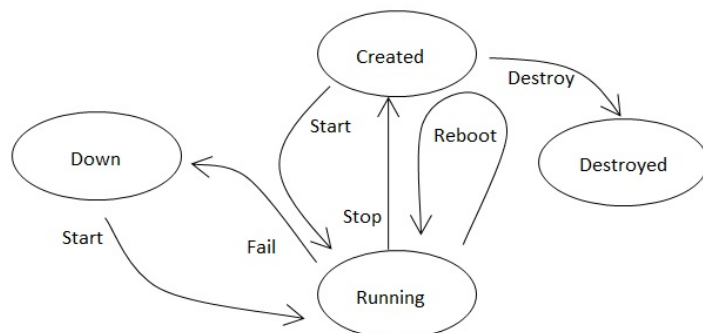 Created
Destroy
Start
Reboot
Down
Destroyed
Stop
Start
Fail
Running